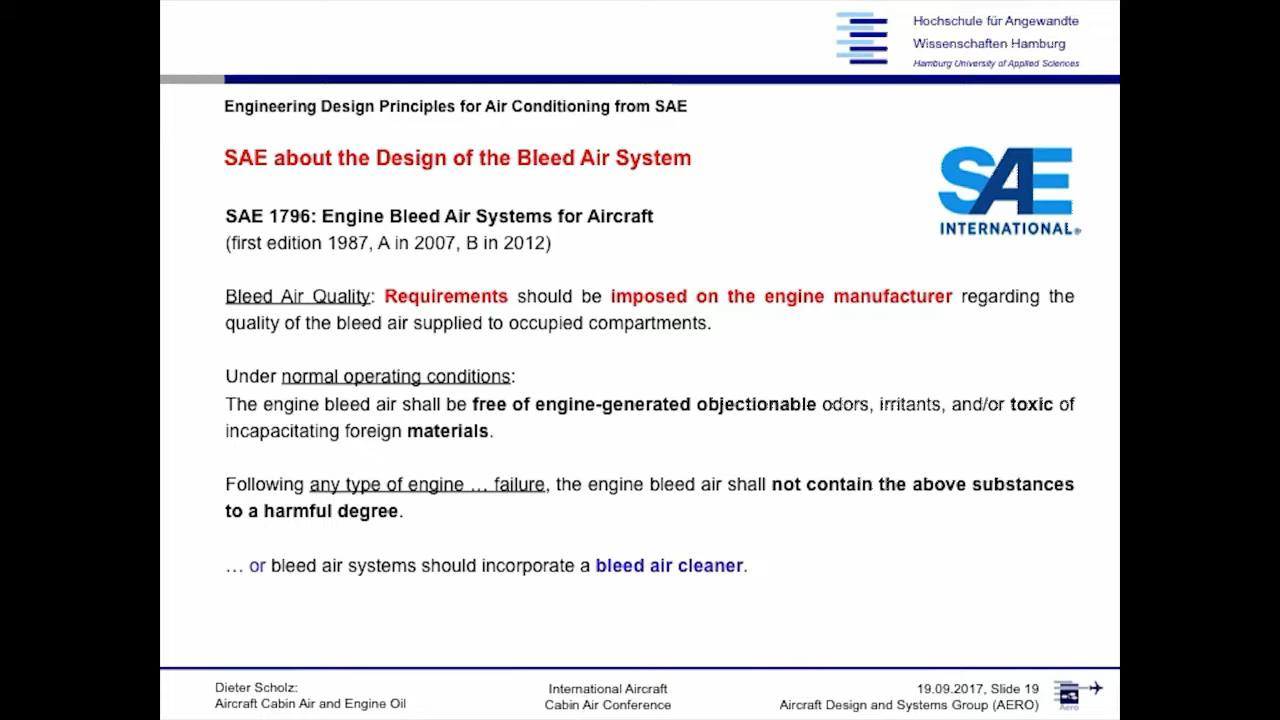 Hochschule für Angewandte
Wissenschaften Hamburg
Hamburg University of Applied Sciences
Engineering Design Principles for Air Conditioning from SAE
SAE about the Design of the Bleed Air System
SAE
INTERNATIONAL®
SAE 1796: Engine Bleed Air Systems for Aircraft
(first edition 1987, A in 2007, B in 2012)
Bleed Air Quality: Requirements should be imposed on the engine manufacturer regarding the
quality of the bleed air supplied to occupied compartments.
Under normal operating conditions:
The engine bleed air shall be free of engine-generated objectionable odors, irritants, and/or toxic of
incapacitating foreign materials.
Following any type of engine … failure, the engine bleed air shall not contain the above substances
to a harmful degree.
… or bleed air systems should incorporate a bleed air cleaner.
Dieter Scholz:
Aircraft Cabin Air and Engine Oil
International Aircraft
Cabin Air Conference
19.09.2017, Slide 19
Aircraft Design and Systems Group (AERO)
Aero